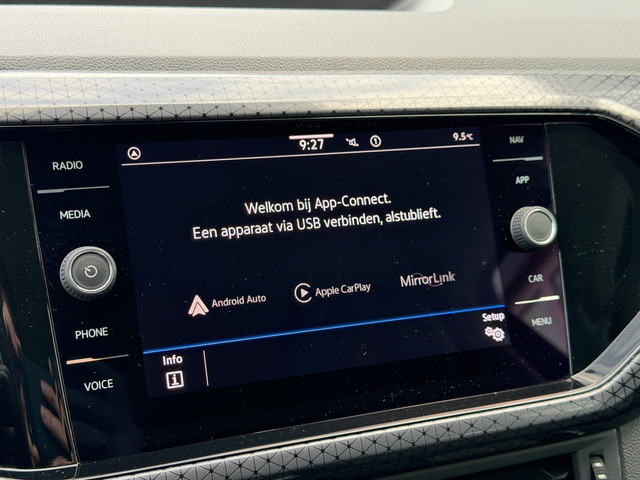 RADIO
MEDIA
PHONE
VOICE
9:27
1
9.5°C
Welkom bij App-Connect.
Een apparaat via USB verbinden, alstublieft.
Android Auto
Apple CarPlay
MirrorLink
Info
i
Setup
NAV
APP
CAR
MENU